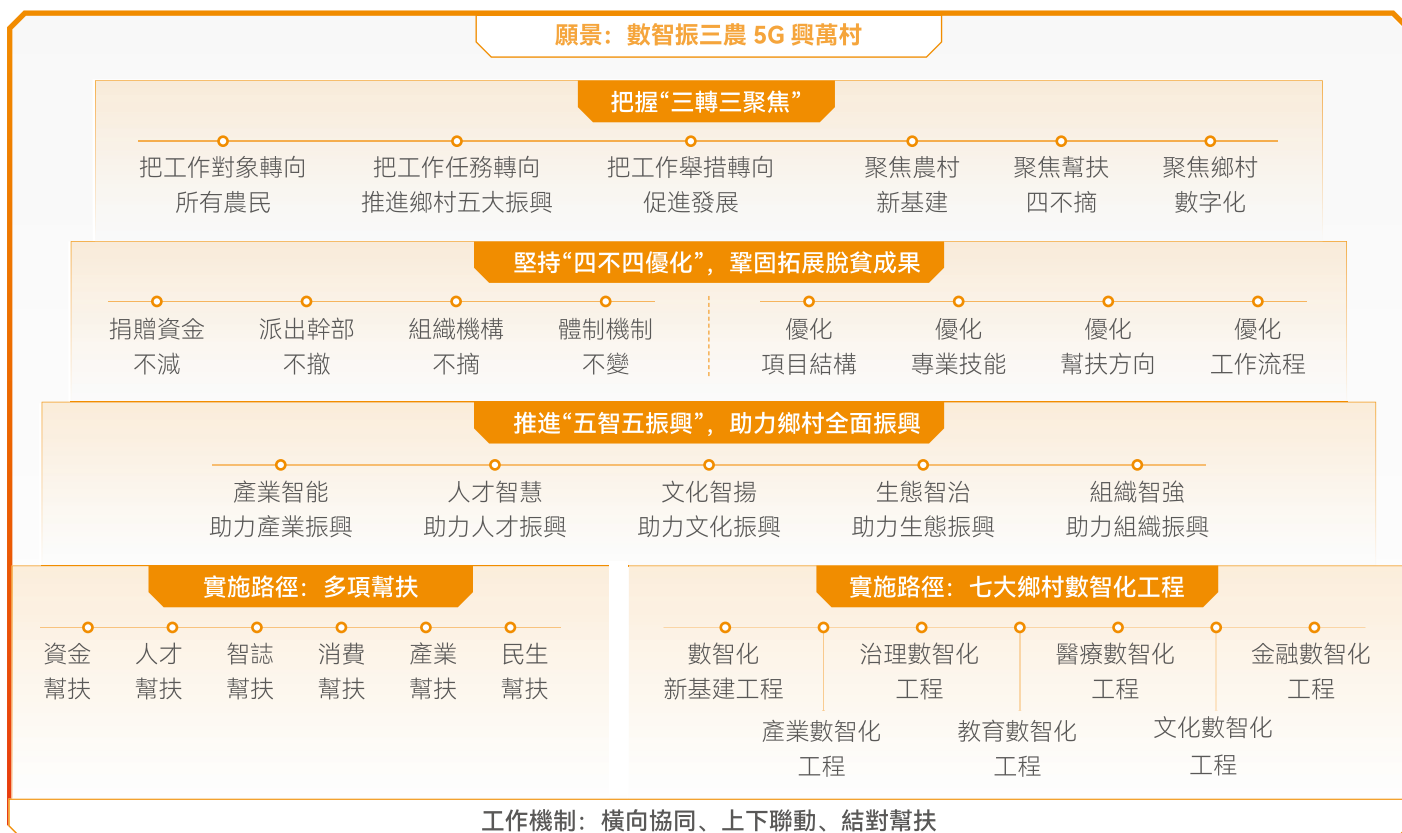 願景：數智振三農 5G 興萬村
把握“三轉三聚焦”
把工作對象轉向
所有農民
把工作任務轉向
推進鄉村五大振興
把工作舉措轉向
促進發展
聚焦農村
新基建
聚焦幫扶
四不摘
聚焦鄉村
數字化
堅持“四不四優化”，鞏固拓展脫貧成果
捐贈資金
不減
派出幹部
不撤
組織機構
不摘
體制機制
不變
優化
項目結構
優化
專業技能
優化
幫扶方向
優化
工作流程
推進“五智五振興”，助力鄉村全面振興
產業智能
助力產業振興
人才智慧
助力人才振興
文化智揚
助力文化振興
生態智治
助力生態振興
組織智強
助力組織振興
實施路徑：多項幫扶
資金
幫扶
人才
幫扶
智誌
幫扶
消費
幫扶
產業
幫扶
民生
幫扶
實施路徑：七大鄉村數智化工程
數智化
新基建工程
產業數智化
工程
治理數智化
工程
教育數智化
工程
醫療數智化
工程
文化數智化
工程
金融數智化
工程
工作機制：橫向協同、上下聯動、結對幫扶